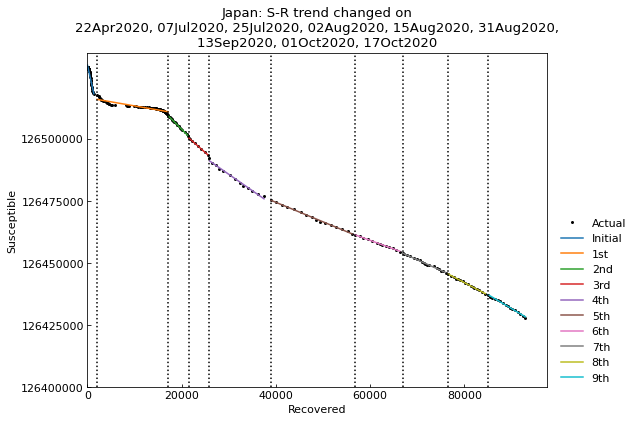 Japan: S-R trend changed on
22Apr2020, 07Jul2020, 25Jul2020, 02Aug2020, 15Aug2020, 31Aug2020,
13Sep2020, 01Oct2020, 17Oct2020
126500000
126475000
126450000
126425000
126400000
Susceptible
0
20000
40000
60000
80000
Recovered
Actual
Initial
1st
2nd
3rd
4th
5th
6th
7th
8th
9th